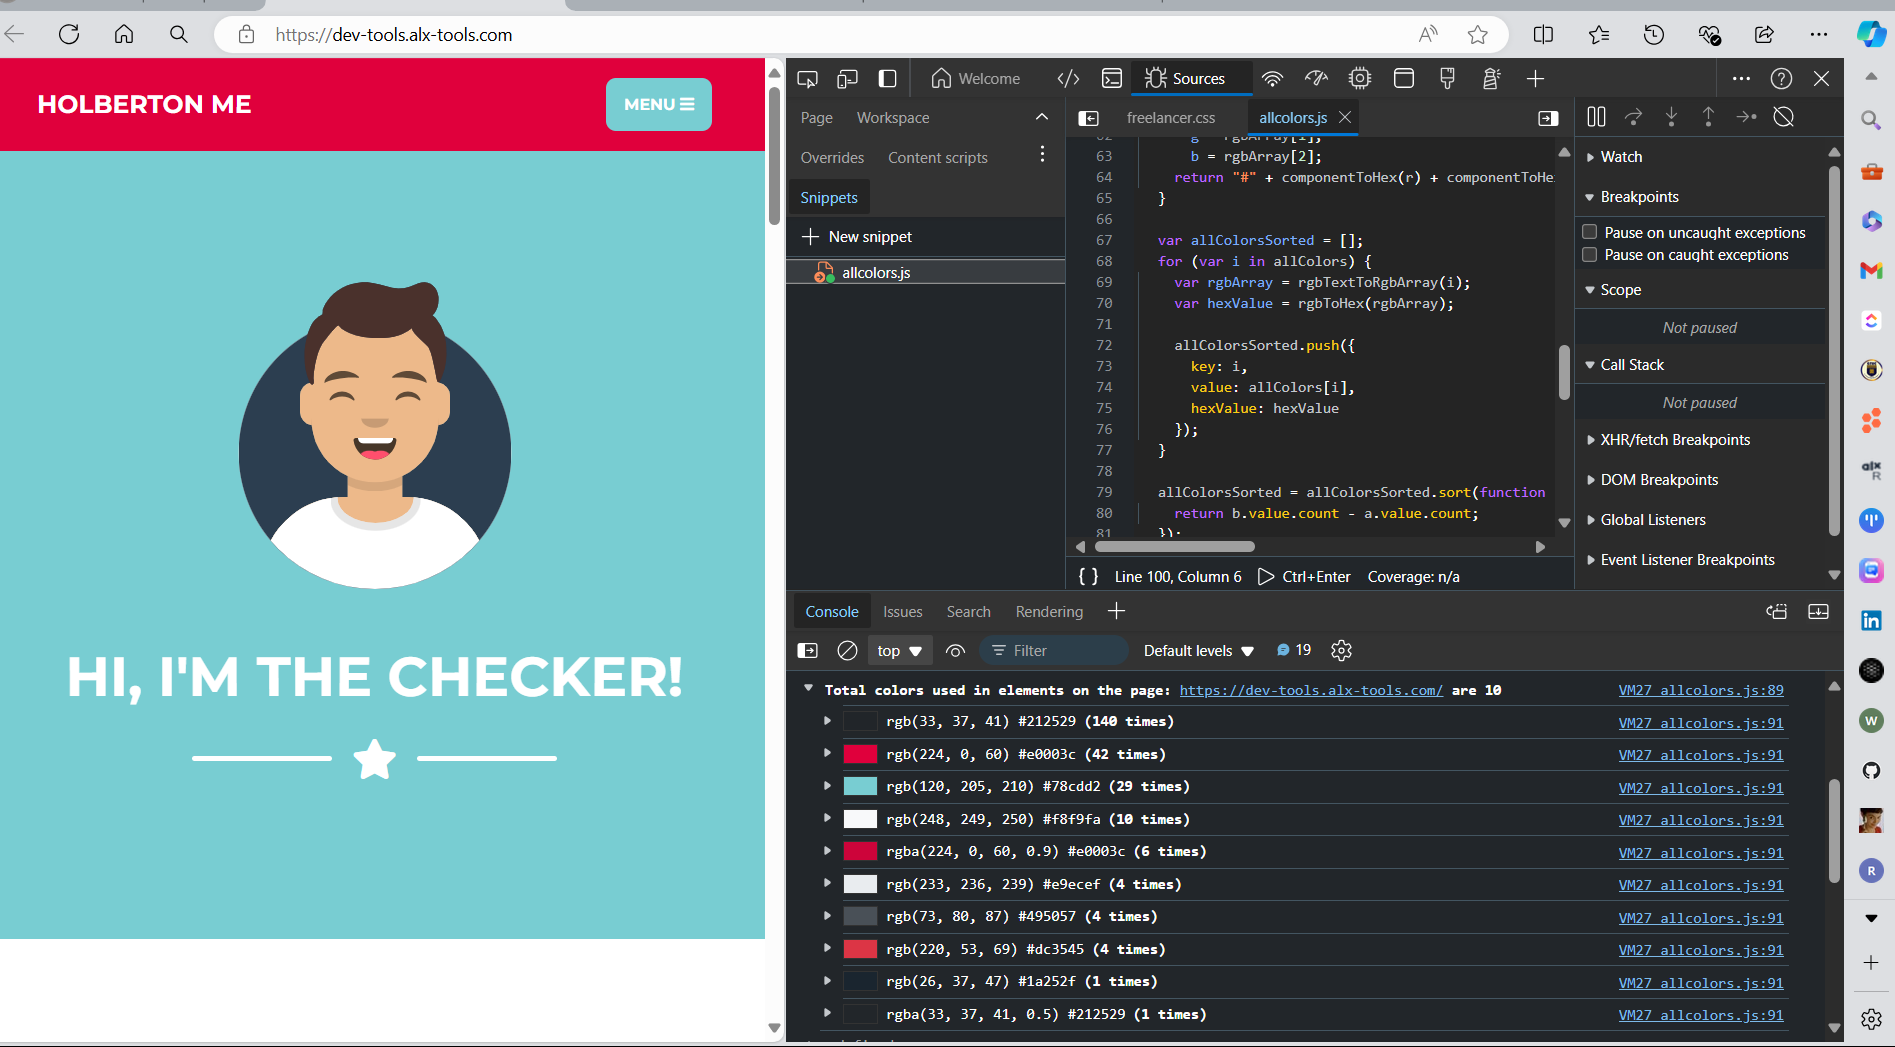 https://dev-tools.alx-tools.com
HOLBERTON ME
MENU
HI, I'M THE CHECKER!
Welcome
Sources
Page
Workspace
Overrides
Content scripts
Snippets
New snippet
allcolors.js
freelancer.css
allcolors.js
63 b = rgbArray[2];
64 return "#" + componentToHex(r) + componentToHe
65 }
66
67 var allColorsSorted = [];
68 for (var i in allColors) {
69 var rgbArray = rgbTextToRgbArray(i);
70 var hexValue = rgbToHex(rgbArray);
71
72 allColorsSorted.push({
73 key: i,
74 value: allColors[i],
75 hexValue: hexValue
76 });
77 }
78
79 allColorsSorted = allColorsSorted.sort(function
80 return b.value.count - a.value.count;
81 });
{ } Line 100, Column 6 Ctrl+Enter Coverage: n/a
Watch
Breakpoints
Pause on uncaught exceptions
Pause on caught exceptions
Scope
Not paused
Call Stack
Not paused
XHR/fetch Breakpoints
DOM Breakpoints
Global Listeners
Event Listener Breakpoints
Console Issues Search Rendering
top Filter Default levels 19
Total colors used in elements on the page: https://dev-tools.alx-tools.com/ are 10 VM27 allcolors.js:89
rgb(33, 37, 41) #212529 (140 times) VM27 allcolors.js:91
rgb(224, 0, 60) #e0003c (42 times) VM27 allcolors.js:91
rgb(120, 205, 210) #78cdd2 (29 times) VM27 allcolors.js:91
rgb(248, 249, 250) #f8f9fa (10 times) VM27 allcolors.js:91
rgba(224, 0, 60, 0.9) #e0003c (6 times) VM27 allcolors.js:91
rgb(233, 236, 239) #e9ecef (4 times) VM27 allcolors.js:91
rgb(73, 80, 87) #495057 (4 times) VM27 allcolors.js:91
rgb(220, 53, 69) #dc3545 (4 times) VM27 allcolors.js:91
rgb(26, 37, 47) #1a252f (1 times) VM27 allcolors.js:91
rgba(33, 37, 41, 0.5) #212529 (1 times) VM27 allcolors.js:91
alx
R
in
W
R